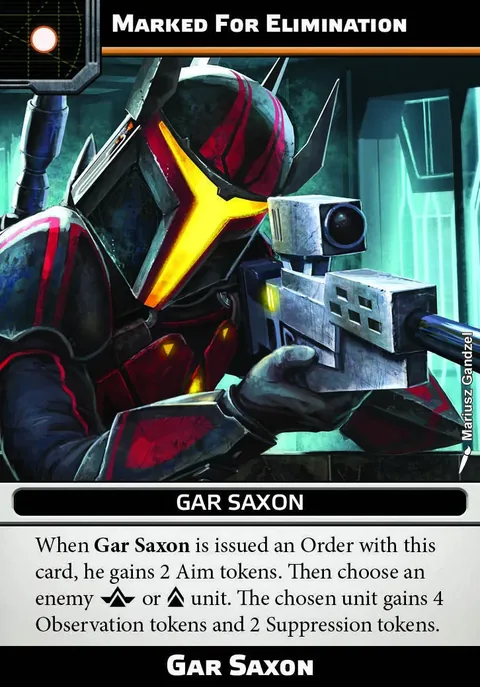 Marked For Elimination
Mariusz Gandzel
GAR SAXON
When Gar Saxon is issued an Order with this
card, he gains 2 Aim tokens. Then choose an
enemy or unit. The chosen unit gains 4
Observation tokens and 2 Suppression tokens.
Gar Saxon